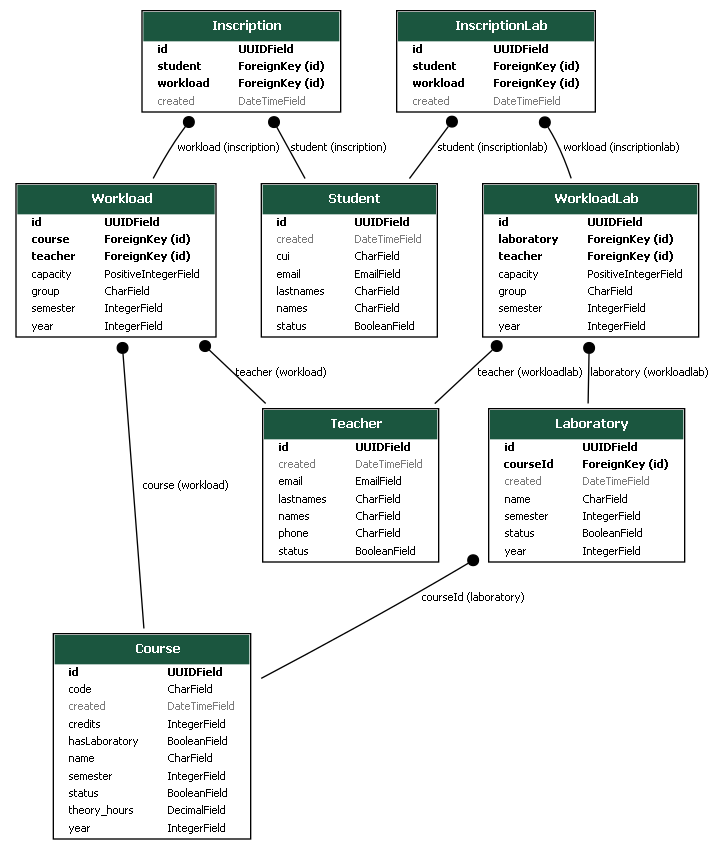 Inscription
id UUIDField
student ForeignKey (id)
workload ForeignKey (id)
created DateTimeField
InscriptionLab
id UUIDField
student ForeignKey (id)
workload ForeignKey (id)
created DateTimeField
workload (inscription)
student (inscription)
student (inscriptionlab)
workload (inscriptionlab)
Workload
id UUIDField
course ForeignKey (id)
teacher ForeignKey (id)
capacity PositiveIntegerField
group CharField
semester IntegerField
year IntegerField
Student
id UUIDField
created DateTimeField
cui CharField
email EmailField
lastnames CharField
names CharField
status BooleanField
WorkloadLab
id UUIDField
laboratory ForeignKey (id)
teacher ForeignKey (id)
capacity PositiveIntegerField
group CharField
semester IntegerField
year IntegerField
teacher (workload)
teacher (workloadlab)
laboratory (workloadlab)
course (workload)
Teacher
id UUIDField
created DateTimeField
email EmailField
lastnames CharField
names CharField
phone CharField
status BooleanField
Laboratory
id UUIDField
courseId ForeignKey (id)
created DateTimeField
name CharField
semester IntegerField
status BooleanField
year IntegerField
courseId (laboratory)
Course
id UUIDField
code CharField
created DateTimeField
credits IntegerField
hasLaboratory BooleanField
name CharField
semester IntegerField
status BooleanField
theory_hours DecimalField
year IntegerField